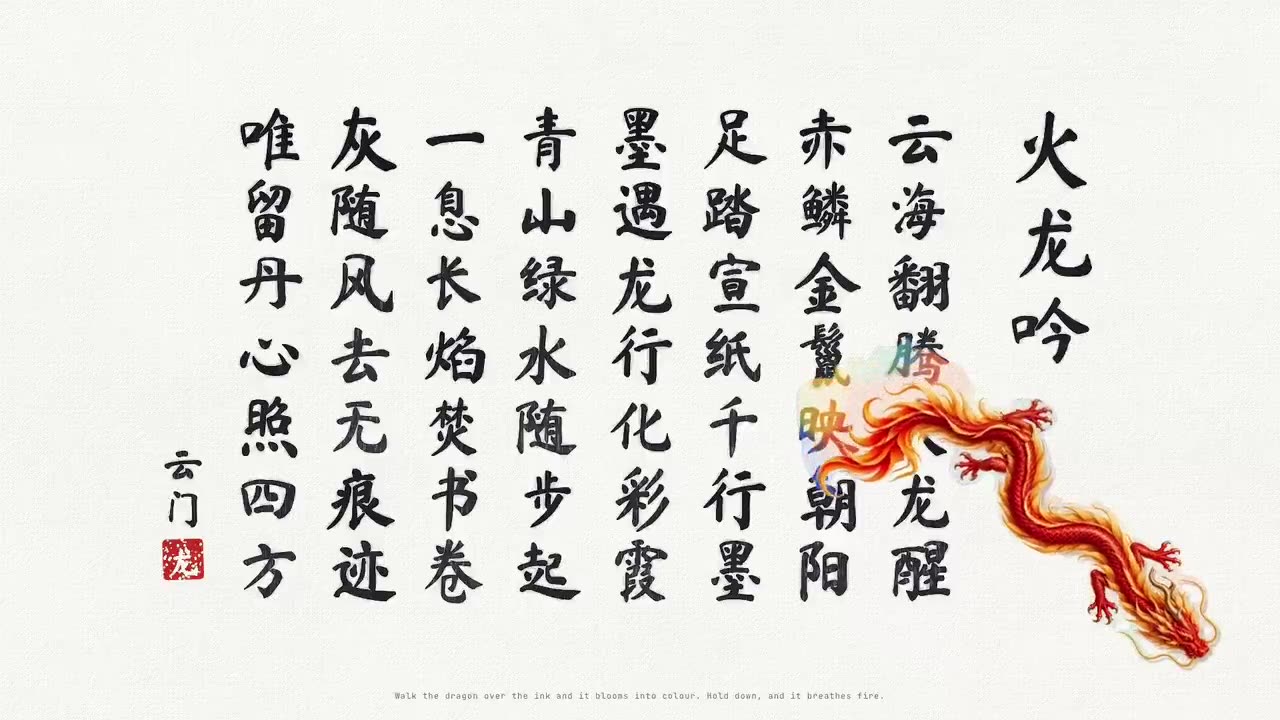 火龙吟
云海翻腾龙醒
赤鳞金鬣映朝阳
足踏宣纸千行墨
墨遇龙行化彩霞
青山绿水随步起
一息长焰焚书卷
灰随风去无痕迹
唯留丹心照四方
云门
龙
Walk the dragon over the ink and it blooms into colour. Hold down, and it breathes fire.